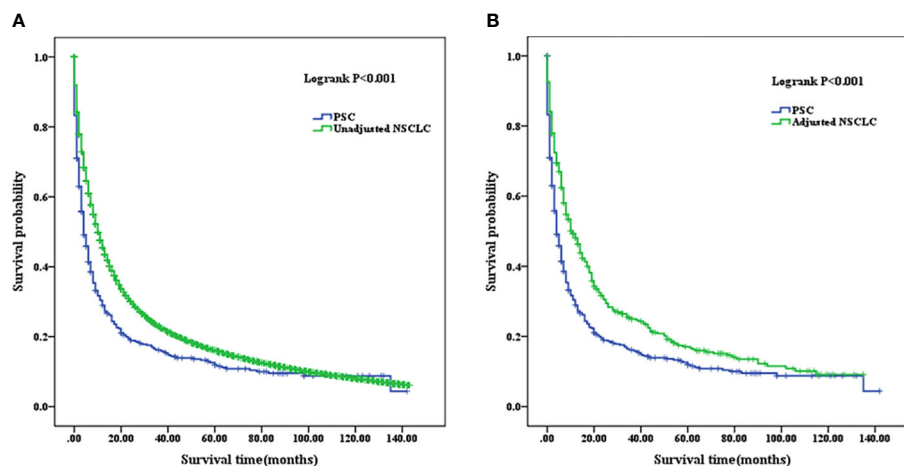 A
Logrank P<0.001
PSC
Unadjusted NSCLC
Survival probability
1.0
0.8
0.6
0.4
0.2
0.0
.00 20.00 40.00 60.00 80.00 100.00 120.00 140.00
Survival time(months)
B
Logrank P<0.001
PSC
Adjusted NSCLC
Survival probability
1.0
0.8
0.6
0.4
0.2
0.0
.00 20.00 40.00 60.00 80.00 100.00 120.00 140.00
Survival time(months)